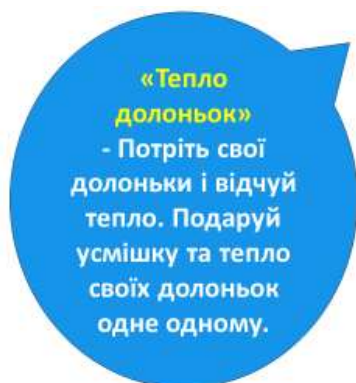 «Тепло
долоньок»
- Потріть свої
долоньки і відчуй
тепло. Подаруй
усмішку та тепло
своїх долоньок
одне одному.